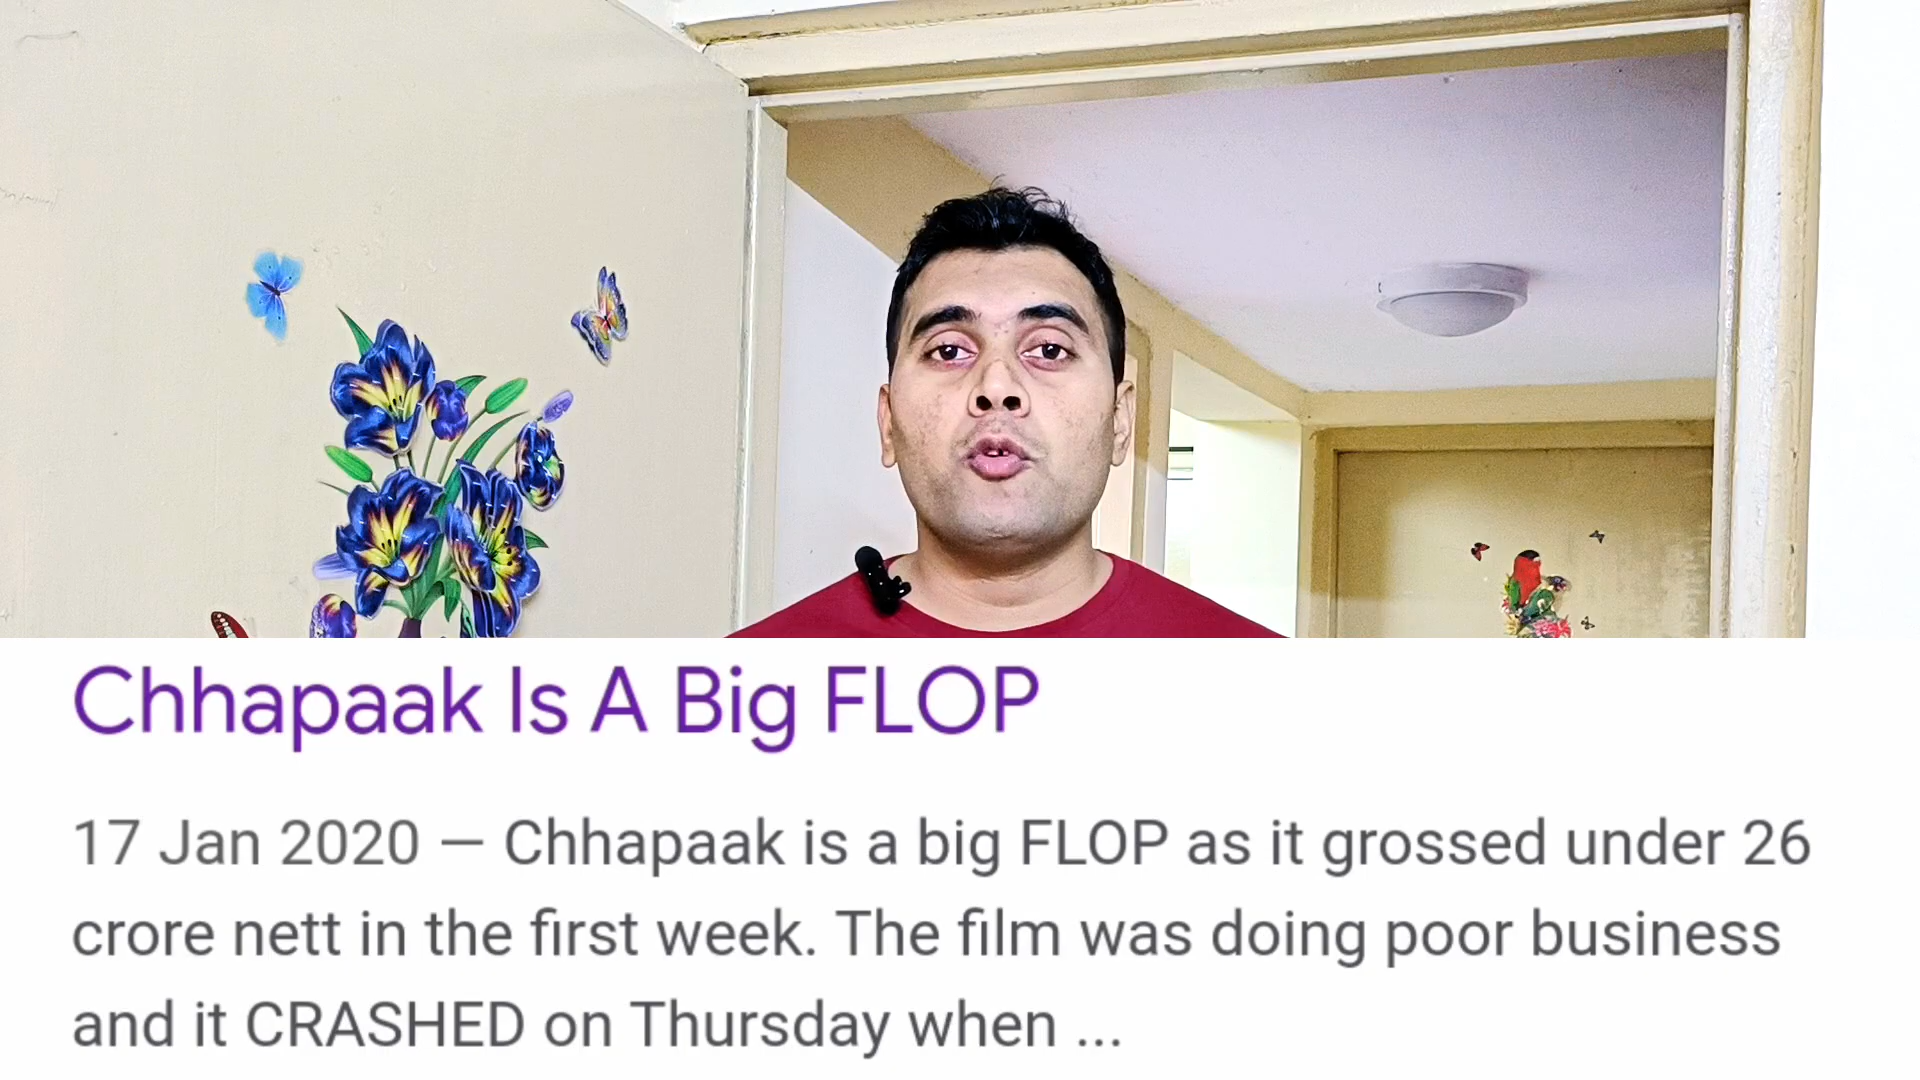 Chhapaak Is A Big FLOP
17 Jan 2020 — Chhapaak is a big FLOP as it grossed under 26
crore nett in the first week. The film was doing poor business
and it CRASHED on Thursday when ...